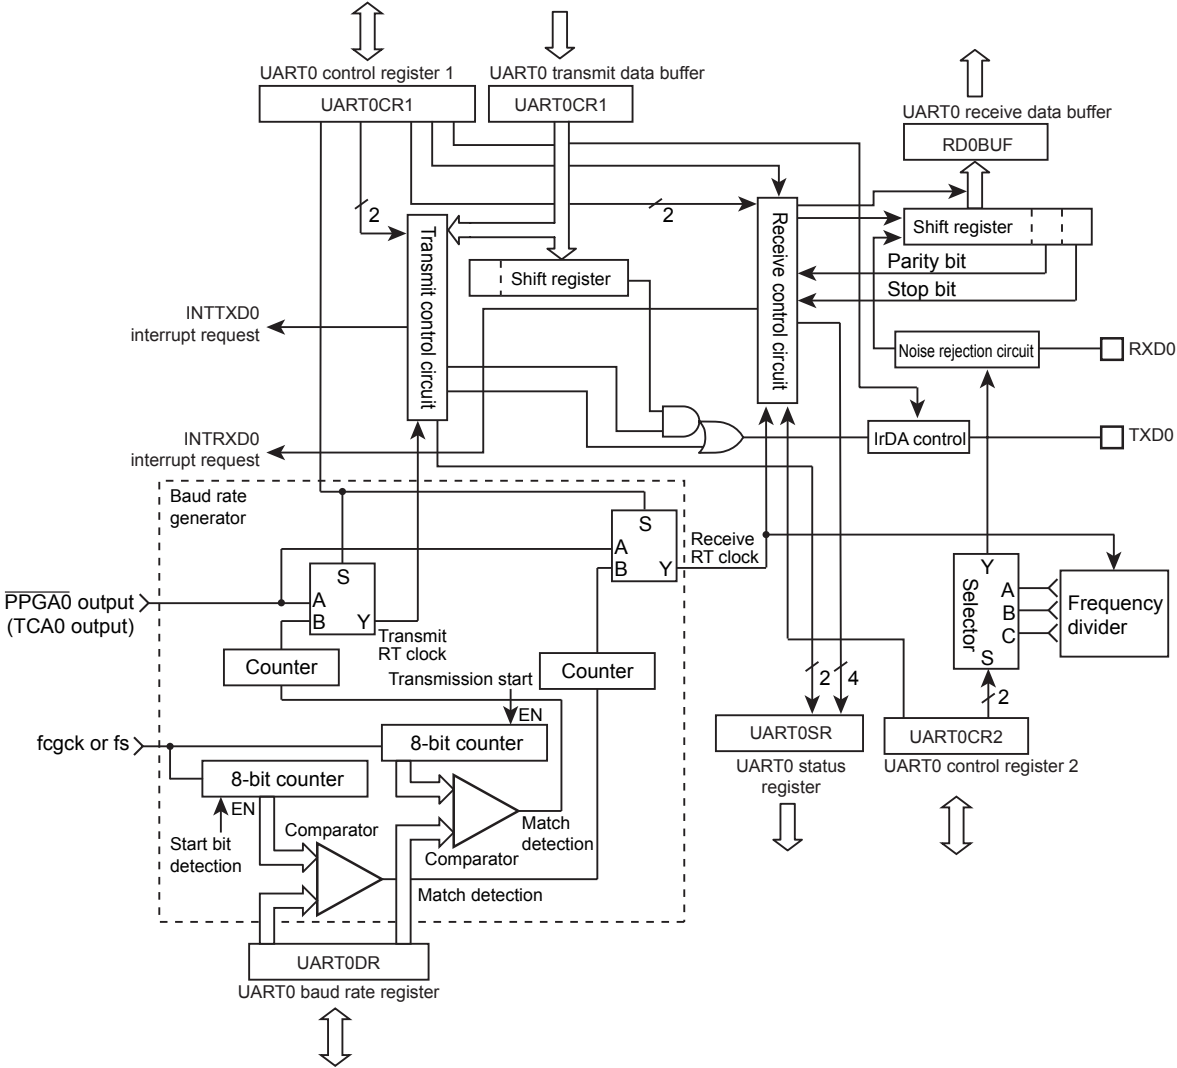 UART0 control register 1
UART0CR1
UART0 transmit data buffer
UART0CR1
UART0 receive data buffer
RD0BUF
2
2
Transmit control circuit
Receive control circuit
Shift register
Shift register
Parity bit
Stop bit
INTTXD0
interrupt request
Noise rejection circuit
RXD0
INTRXD0
interrupt request
IrDA control
TXD0
Baud rate
generator
S
A
B
Y
Receive
RT clock
S
A
B
Y
Transmit
RT clock
PPGA0 output
(TCA0 output)
Counter
Counter
Transmission start
EN
fcgck or fs
8-bit counter
8-bit counter
EN
Start bit
detection
Comparator
Comparator
Match
detection
Match detection
UART0DR
UART0 baud rate register
2
4
UART0SR
UART0 status
register
Y
Selector
A
B
C
S
Frequency
divider
2
UART0CR2
UART0 control register 2